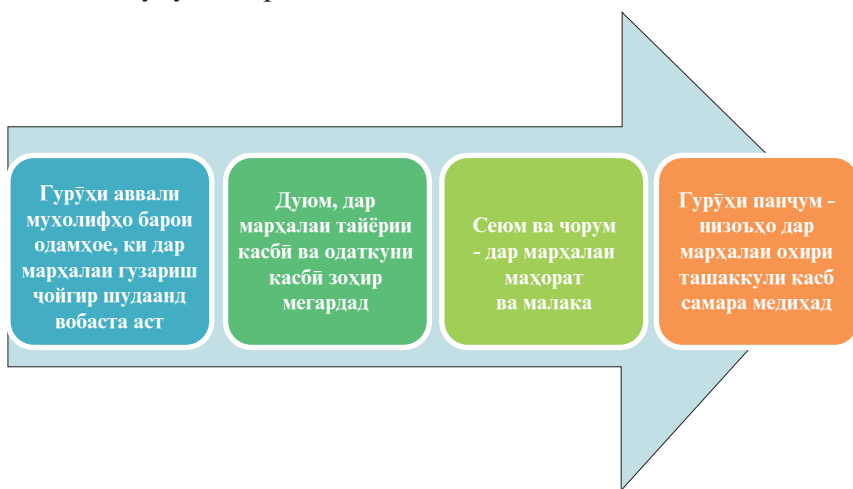 Гурӯҳи аввали
мухолифҳо барои
одамҳое, ки дар
марҳалаи гузариш
ҷойгир шудаанд
вобаста аст
Дуюм, дар
марҳалаи тайёрии
касбӣ ва одаткуни
касбӣ зоҳир
мегардад
Сеюм ва чорум
- дар марҳалаи
маҳорат
ва малака
Гурӯҳи панҷум -
низоъҳо дар
марҳалаи охири
ташаккули касб
самара медиҳад